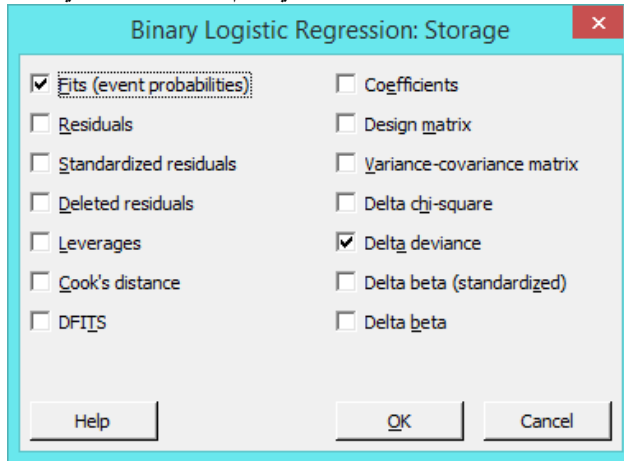 Binary Logistic Regression: Storage
Fits (event probabilities)
Residuals
Standardized residuals
Deleted residuals
Leverages
Cook's distance
DFITS
Coefficients
Design matrix
Variance-covariance matrix
Delta chi-square
Delta deviance
Delta beta (standardized)
Delta beta
Help
OK
Cancel